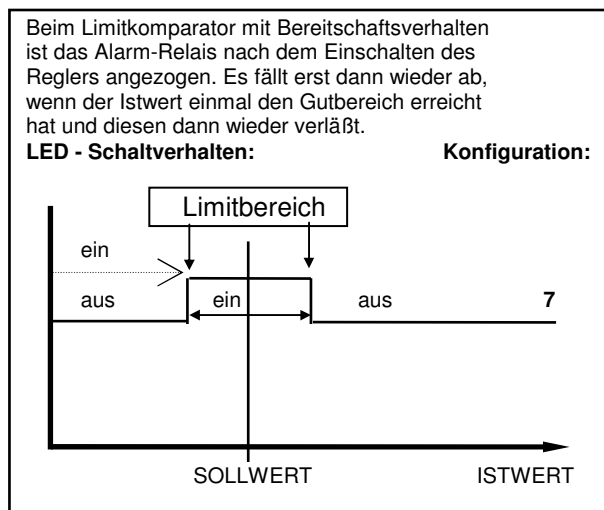 Beim Limitkomparator mit Bereitschaftsverhalten
ist das Alarm-Relais nach dem Einschalten des
Reglers angezogen. Es fällt erst dann wieder ab,
wenn der Istwert einmal den Gutbereich erreicht
hat und diesen dann wieder verläßt.
LED - Schaltverhalten: Konfiguration:
Limitbereich
ein
aus ein aus 7
SOLLWERT ISTWERT